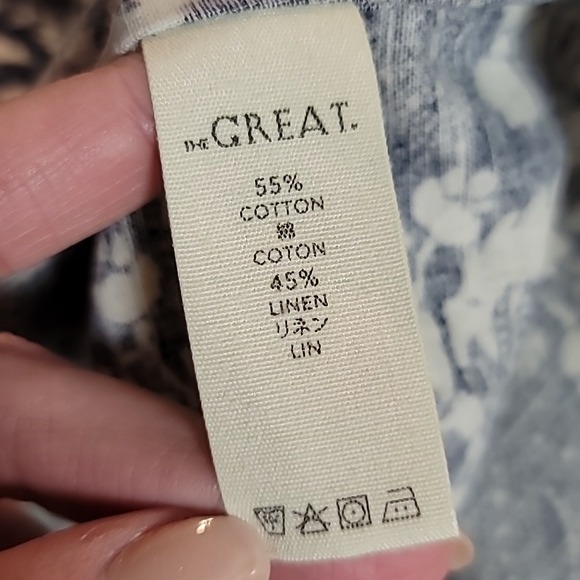 THE GREAT.
55%
COTTON
綿
COTON
45%
LINEN
リネン
LIN